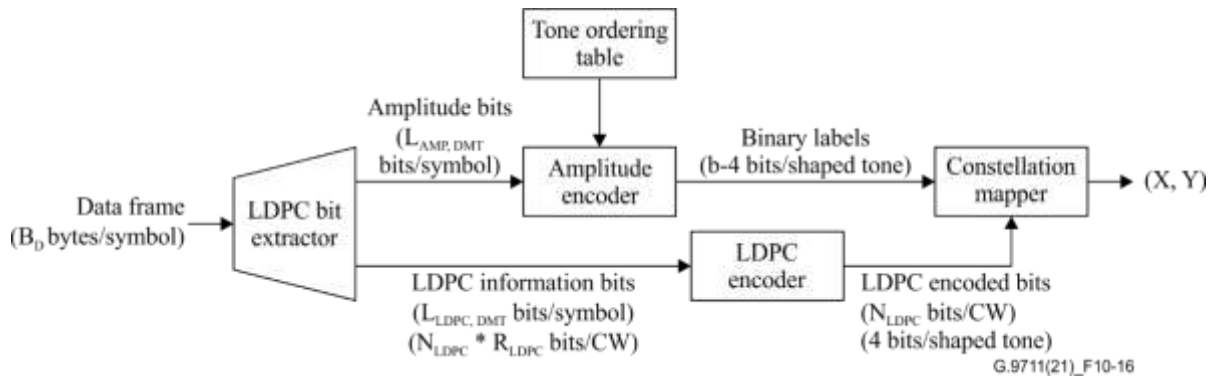 Tone ordering
table
Amplitude bits
(L_AMP, DMT
bits/symbol)
Binary labels
(b-4 bits/shaped tone)
Amplitude
encoder
Constellation
mapper
(X, Y)
Data frame
(B_D bytes/symbol)
LDPC bit
extractor
LDPC
encoder
LDPC information bits
(L_LDPC, DMT bits/symbol)
(N_LDPC * R_LDPC bits/CW)
LDPC encoded bits
(N_LDPC bits/CW)
(4 bits/shaped tone)
G.9711(21)_F10-16